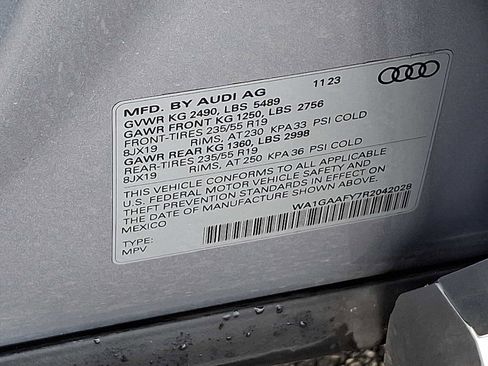 MFD. BY AUDI AG 11 23
GVWR KG 2490, LBS 5489
GAWR FRONT KG 1250, LBS 2756
FRONT-TIRES 235/55 R19
8JX19 RIMS, AT 230 KPA 33 PSI COLD
GAWR REAR KG 1360, LBS 2998
REAR-TIRES 235/55 R19
8JX19 RIMS, AT 250 KPA 36 PSI COLD
THIS VEHICLE CONFORMS TO ALL APPLICABLE
U.S. FEDERAL MOTOR VEHICLE SAFETY AND
THEFT PREVENTION STANDARDS IN EFFECT ON
THE DATE OF MANUFACTURE SHOWN ABOVE.
MEXICO
WA1GAAFY7R2042028
TYPE:
MPV